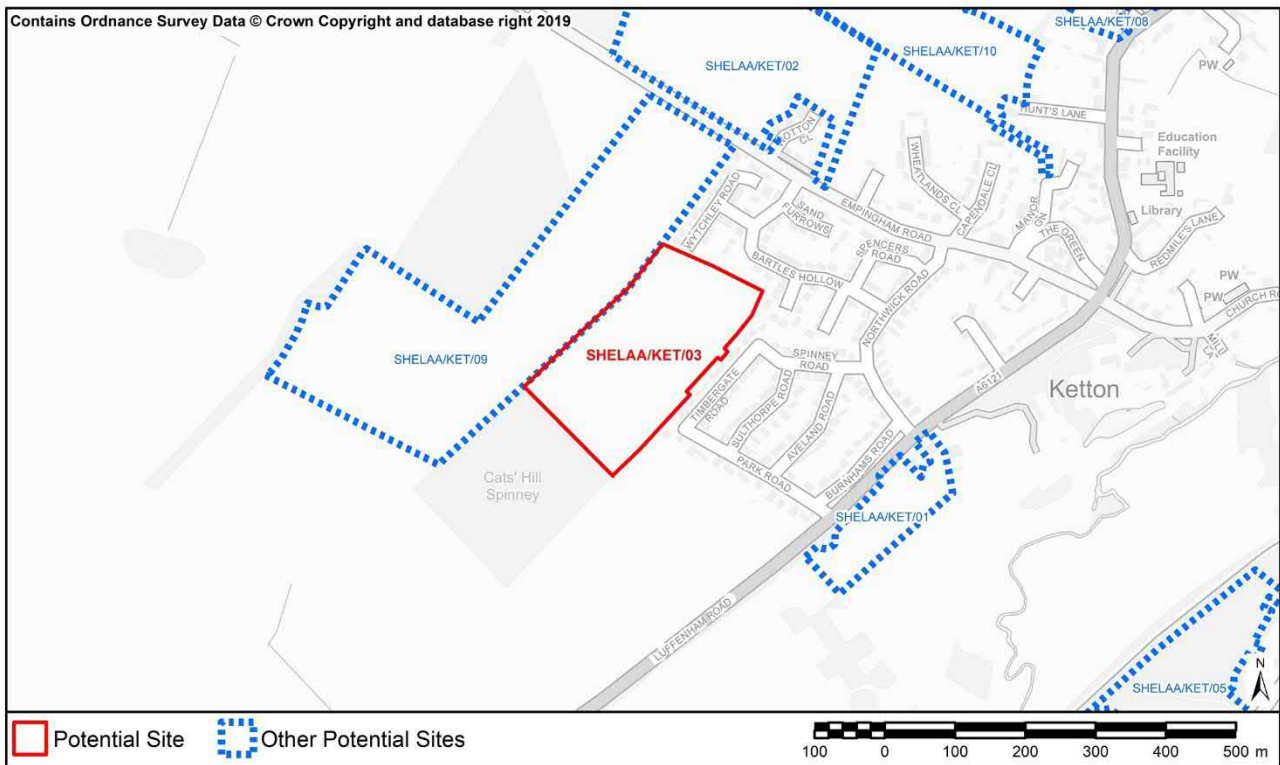 Contains Ordnance Survey Data © Crown Copyright and database right 2019
SHELAA/KET/08
SHELAA/KET/02
SHELAA/KET/10
PW
HUNT'S LANE
COTTON
CL
Education
Facility
WHEATLANDS CL
CAPENDALE CL
WYTCHLEY ROAD
SAND
FURROWS
EMPINGHAM ROAD
MANOR
GN
THE GREEN
Library
REDMILE'S LANE
SPENCERS
ROAD
BARTLES HOLLOW
NORTHWICK ROAD
PW
PW
CHURCH RO
MILL
LA
SHELAA/KET/09
SHELAA/KET/03
SPINNEY
ROAD
A6121
Ketton
TIMBERGATE
ROAD
SULTHORPE ROAD
AVELAND ROAD
PARK ROAD
BURNHAMS ROAD
Cats' Hill
Spinney
SHELAA/KET/01
LUFFENHAM ROAD
N
SHELAA/KET/05
Potential Site
Other Potential Sites
100 0 100 200 300 400 500 m